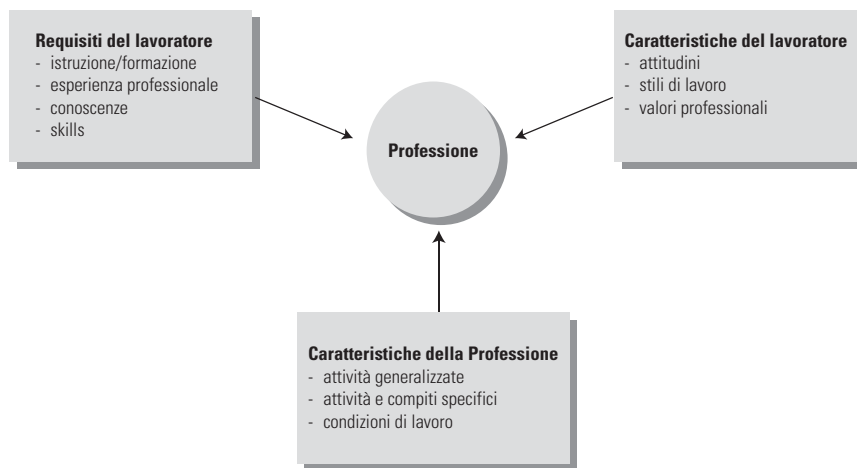 Requisiti del lavoratore
- istruzione/formazione
- esperienza professionale
- conoscenze
- skills
Caratteristiche del lavoratore
- attitudini
- stili di lavoro
- valori professionali
Professione
Caratteristiche della Professione
- attività generalizzate
- attività e compiti specifici
- condizioni di lavoro